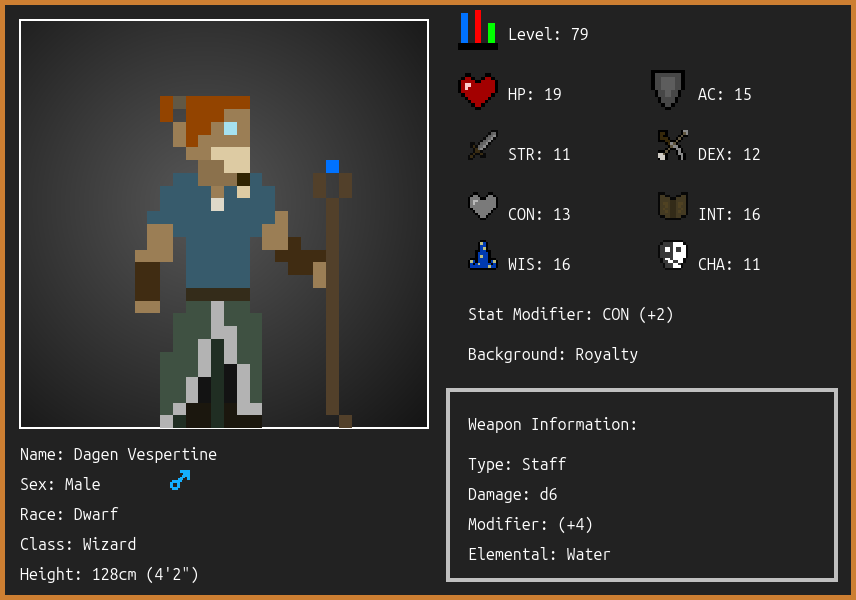 Level: 79
HP: 19
AC: 15
STR: 11
DEX: 12
CON: 13
INT: 16
WIS: 16
CHA: 11
Stat Modifier: CON (+2)
Background: Royalty
Weapon Information:
Type: Staff
Damage: d6
Modifier: (+4)
Elemental: Water
Name: Dagen Vespertine
Sex: Male
Race: Dwarf
Class: Wizard
Height: 128cm (4'2")